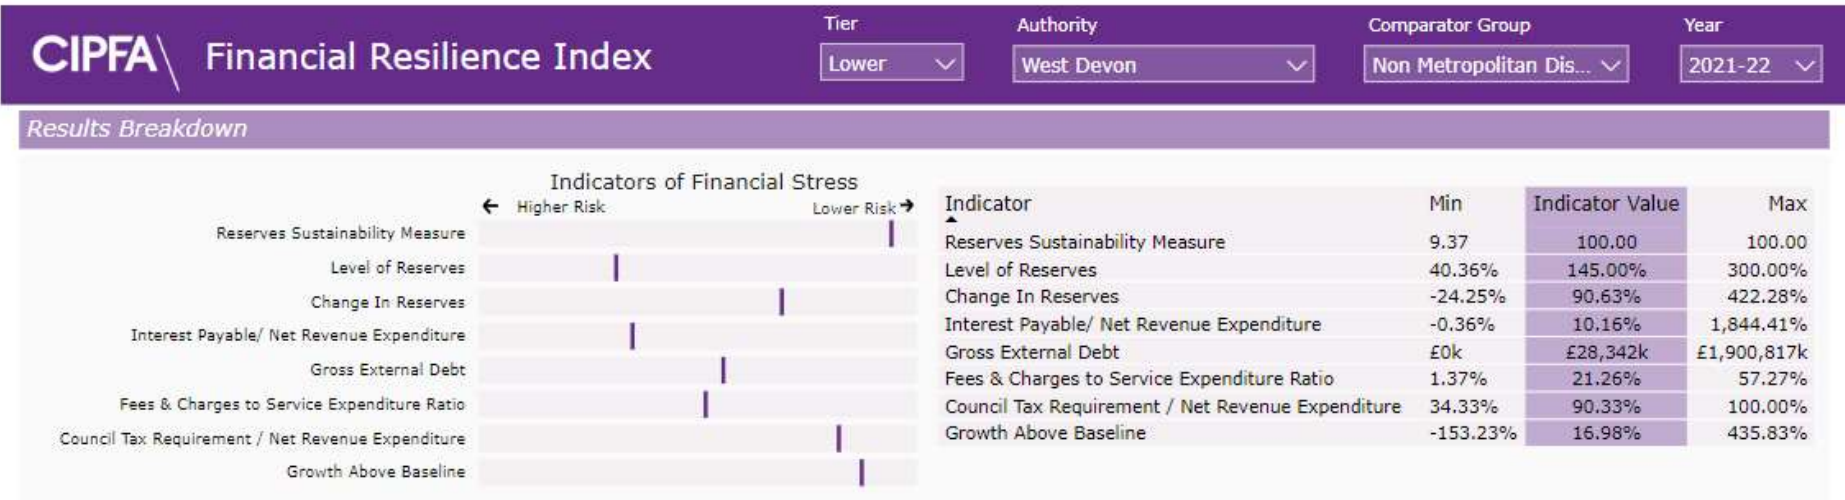 CIPFA\ Financial Resilience Index
Tier
Lower
Authority
West Devon
Comparator Group
Non Metropolitan Dis...
Year
2021-22
Results Breakdown
Indicators of Financial Stress
← Higher Risk Lower Risk →
Reserves Sustainability Measure
Level of Reserves
Change In Reserves
Interest Payable/ Net Revenue Expenditure
Gross External Debt
Fees & Charges to Service Expenditure Ratio
Council Tax Requirement / Net Revenue Expenditure
Growth Above Baseline
Indicator Min Indicator Value Max
Reserves Sustainability Measure 9.37 100.00 100.00
Level of Reserves 40.36% 145.00% 300.00%
Change In Reserves -24.25% 90.63% 422.28%
Interest Payable/ Net Revenue Expenditure -0.36% 10.16% 1,844.41%
Gross External Debt £0k £28,342k £1,900,817k
Fees & Charges to Service Expenditure Ratio 1.37% 21.26% 57.27%
Council Tax Requirement / Net Revenue Expenditure 34.33% 90.33% 100.00%
Growth Above Baseline -153.23% 16.98% 435.83%